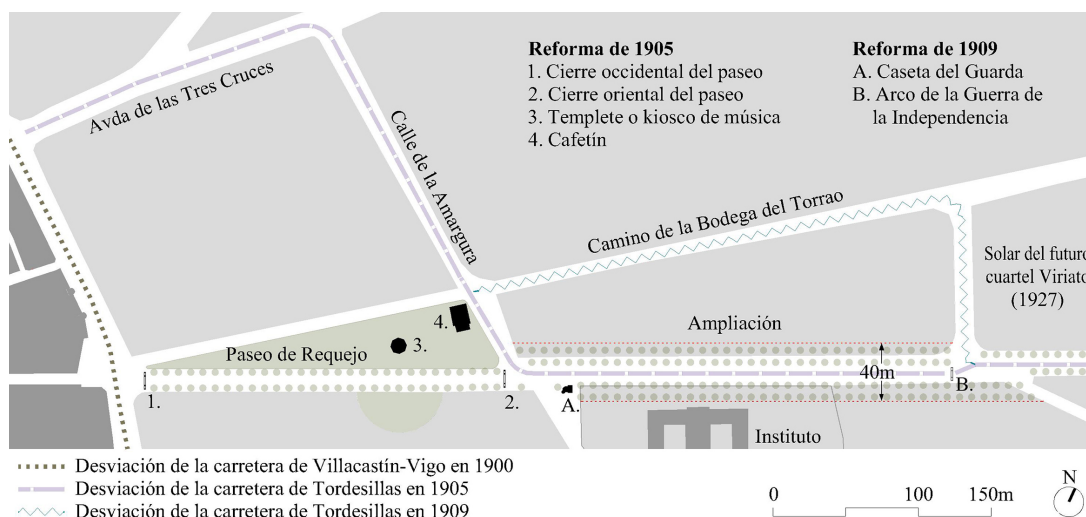 Reforma de 1905
1. Cierre occidental del paseo
2. Cierre oriental del paseo
3. Templete o kiosco de música
4. Cafetín
Reforma de 1909
A. Caseta del Guarda
B. Arco de la Guerra de
la Independencia
Avda de las Tres Cruces
Calle de la Amargura
Camino de la Bodega del Torrao
Solar del futuro
cuartel Viriato
(1927)
4.
3.
Paseo de Requejo
Ampliación
40m
1.
2.
A.
B.
Instituto
Desviación de la carretera de Villacastín-Vigo en 1900
Desviación de la carretera de Tordesillas en 1905
Desviación de la carretera de Tordesillas en 1909
0 100 150m
N